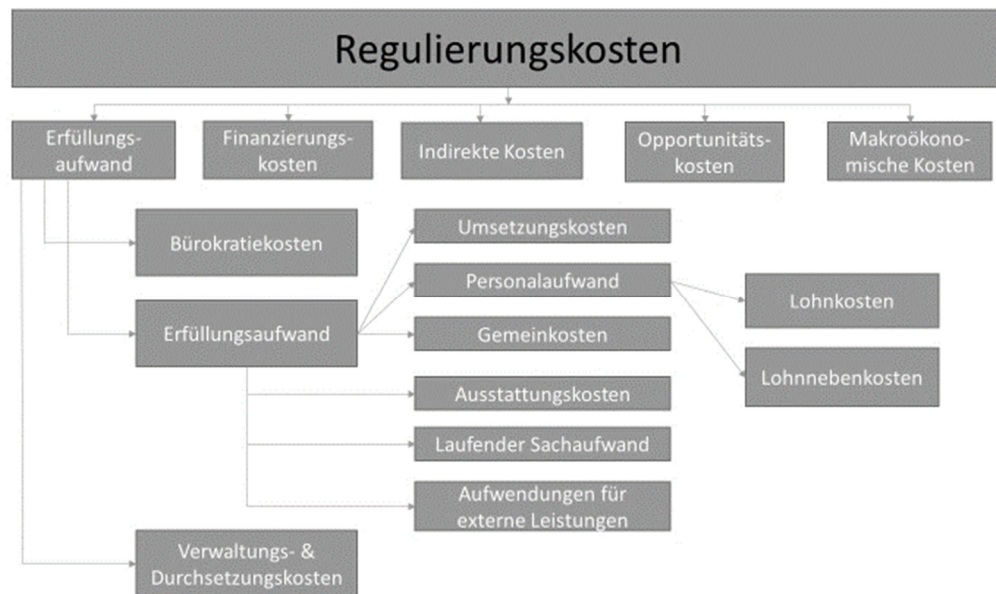 Regulierungskosten
Erfüllungs-
aufwand
Finanzierungs-
kosten
Indirekte Kosten
Opportunitäts-
kosten
Makroökono-
mische Kosten
Bürokratiekosten
Umsetzungskosten
Personalaufwand
Lohnkosten
Erfüllungsaufwand
Gemeinkosten
Lohnnebenkosten
Ausstattungskosten
Laufender Sachaufwand
Aufwendungen für
externe Leistungen
Verwaltungs- &
Durchsetzungskosten